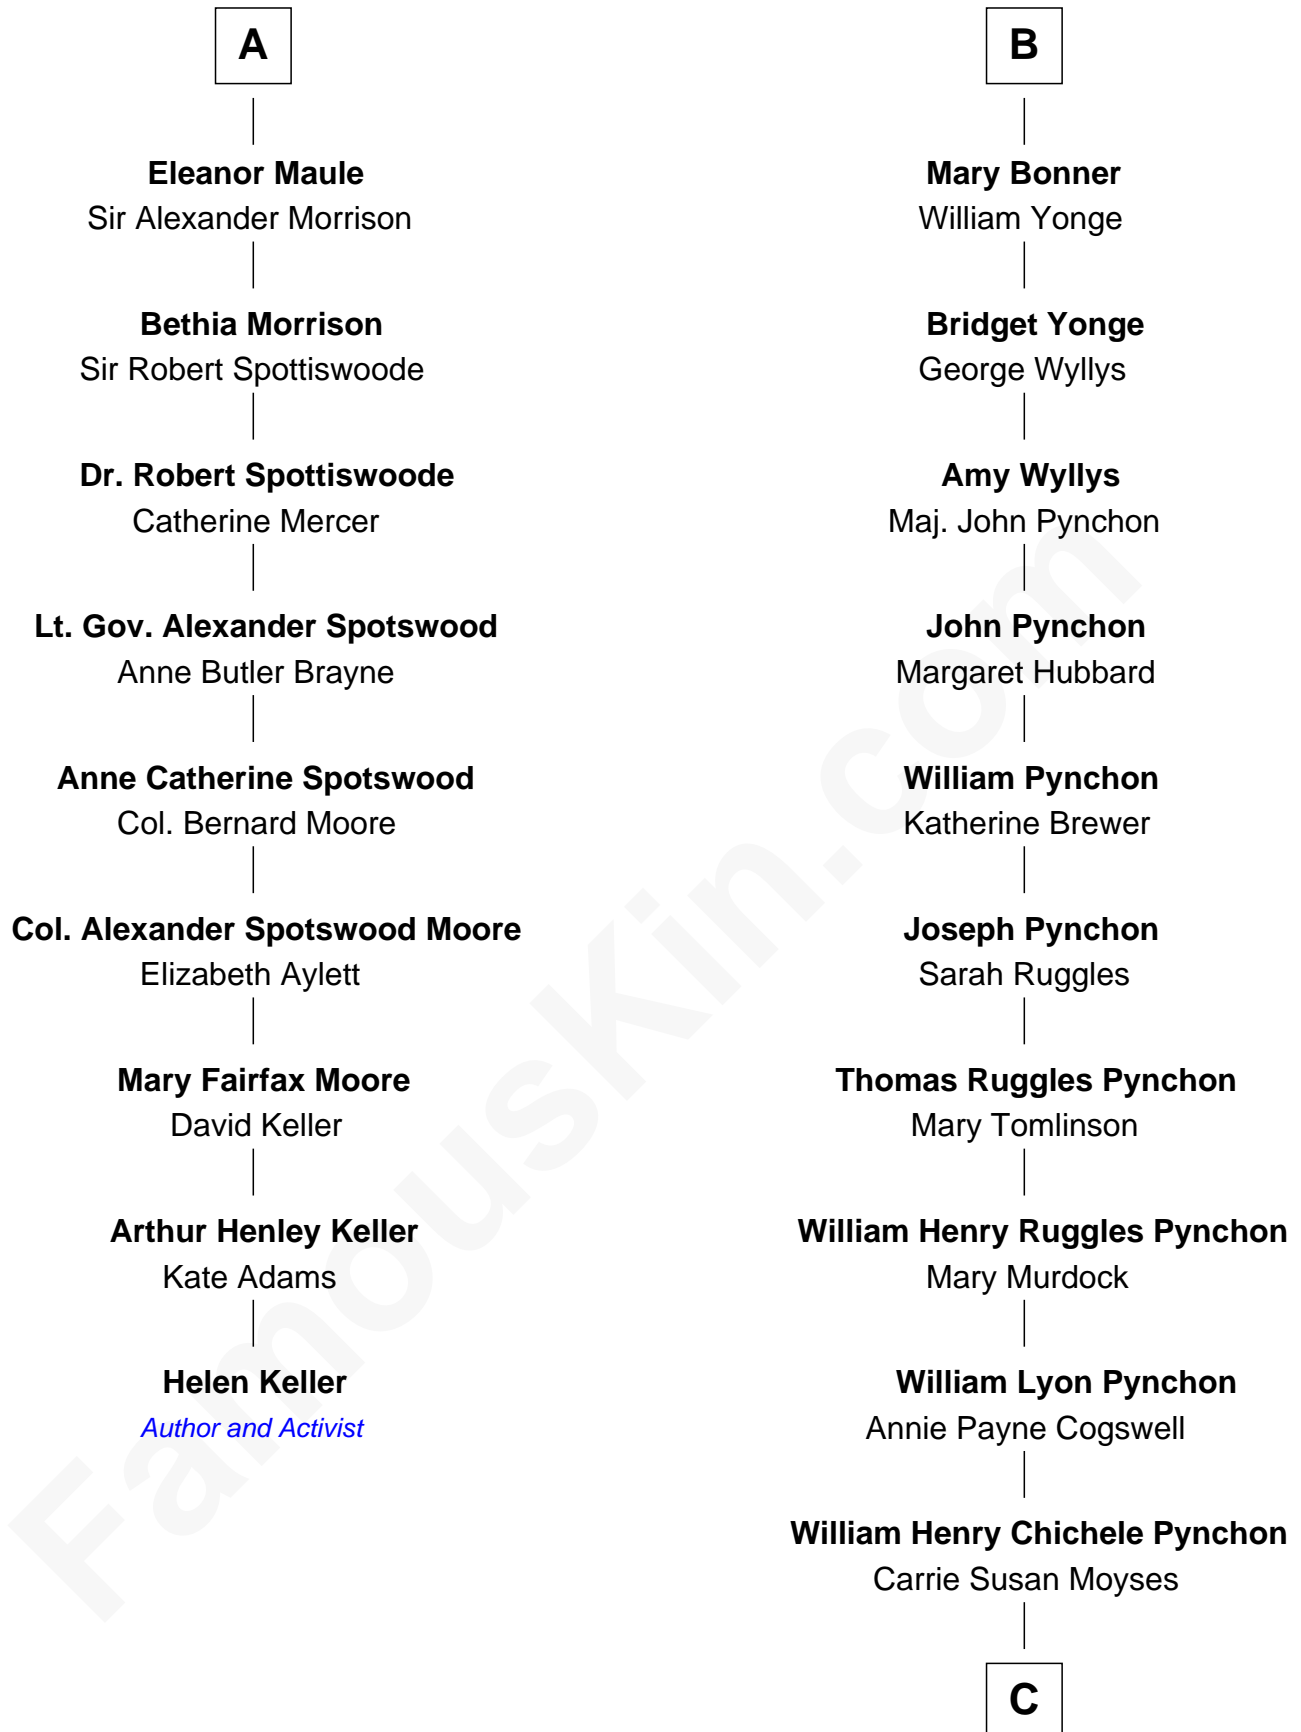 A
Eleanor Maule
Sir Alexander Morrison
Bethia Morrison
Sir Robert Spottiswoode
Dr. Robert Spottiswoode
Catherine Mercer
Lt. Gov. Alexander Spotswood
Anne Butler Brayne
Anne Catherine Spotswood
Col. Bernard Moore
Col. Alexander Spotswood Moore
Elizabeth Aylett
Mary Fairfax Moore
David Keller
Arthur Henley Keller
Kate Adams
Helen Keller
Author and Activist
B
Mary Bonner
William Yonge
Bridget Yonge
George Wyllys
Amy Wyllys
Maj. John Pynchon
John Pynchon
Margaret Hubbard
William Pynchon
Katherine Brewer
Joseph Pynchon
Sarah Ruggles
Thomas Ruggles Pynchon
Mary Tomlinson
William Henry Ruggles Pynchon
Mary Murdock
William Lyon Pynchon
Annie Payne Cogswell
William Henry Chichele Pynchon
Carrie Susan Moyses
C
FamousKin.com